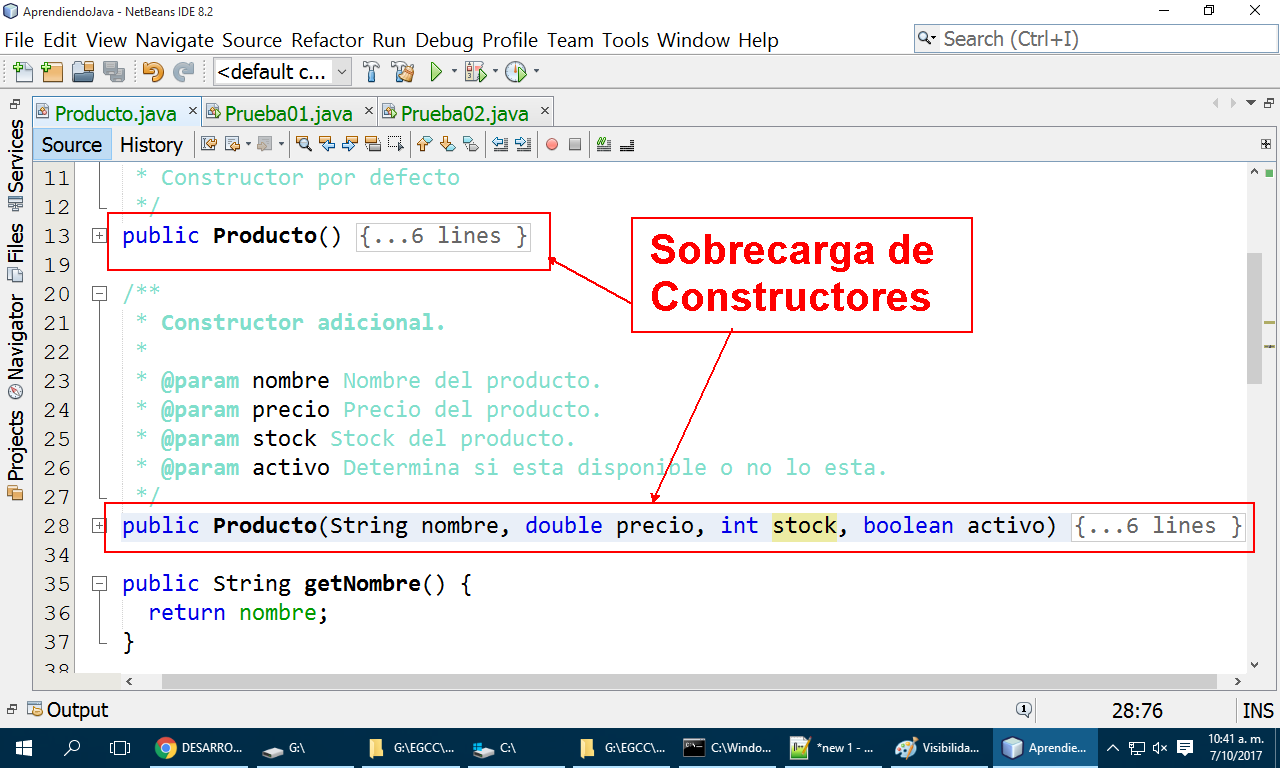 AprendiendoJava - NetBeans IDE 8.2
File Edit View Navigate Source Refactor Run Debug Profile Team Tools Window Help
Search (Ctrl+I)
<default c...
Services
Files
Navigator
Projects
Producto.java Prueba01.java Prueba02.java
Source History
11 * Constructor por defecto
12 */
13 public Producto() {...6 lines }
19
20 /**
21 * Constructor adicional.
22 *
23 * @param nombre Nombre del producto.
24 * @param precio Precio del producto.
25 * @param stock Stock del producto.
26 * @param activo Determina si esta disponible o no lo esta.
27 */
28 public Producto(String nombre, double precio, int stock, boolean activo) {...6 lines }
34
35 public String getNombre() {
36 return nombre;
37 }
38
Sobrecarga de
Constructores
Output
1
28:76
INS
DESARRO...
G:\
G:\EGCC\...
C:\
G:\EGCC\...
C:\Windo...
*new 1 - ...
Visibilida...
Aprendie...
10:41 a. m.
7/10/2017